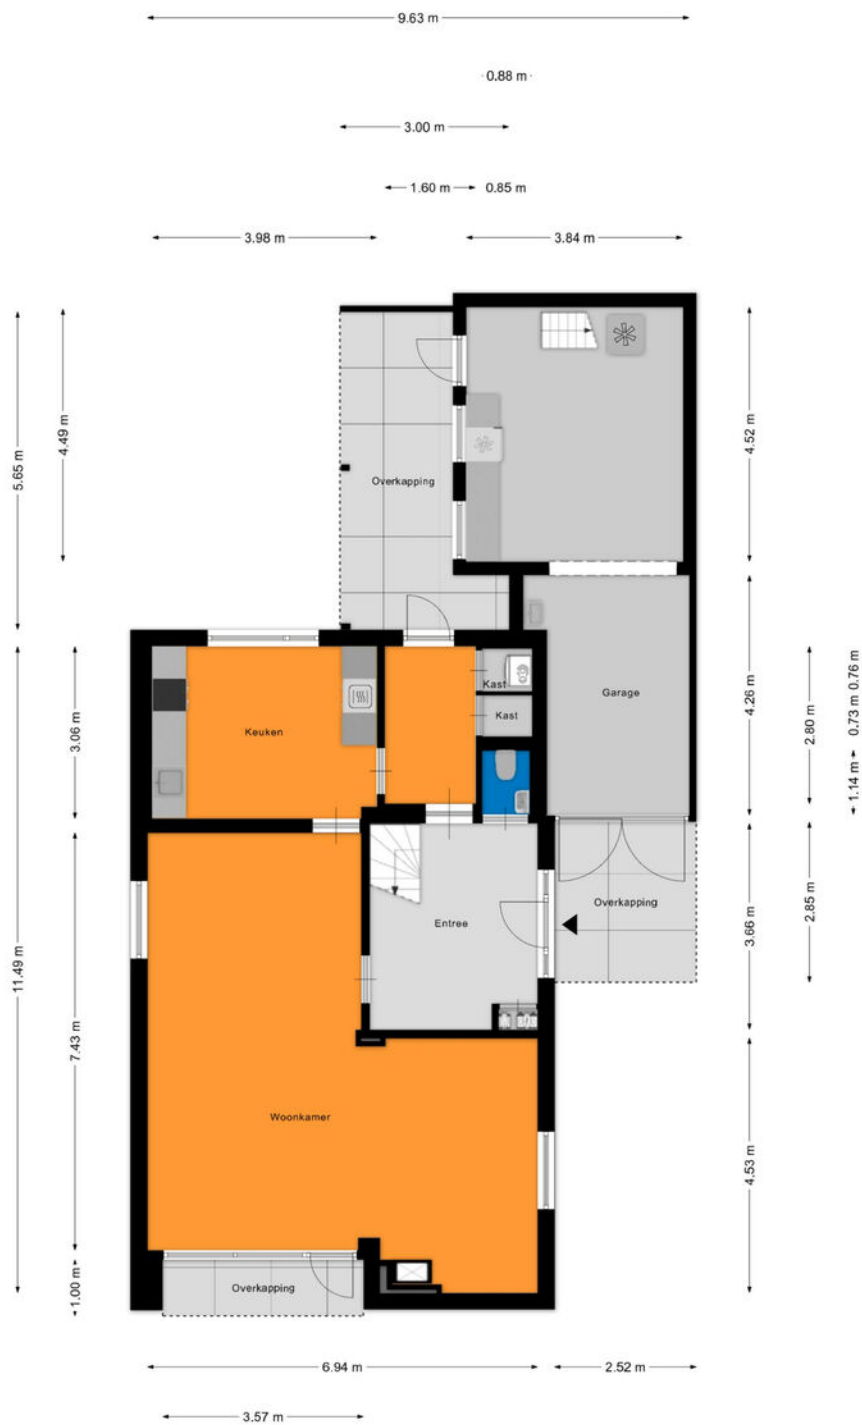 9.63 m
0.88 m
3.00 m
1.60 m
0.85 m
3.98 m
3.84 m
5.65 m
4.49 m
4.52 m
Overkapping
Keuken
Kast
Kast
Garage
4.26 m
3.06 m
2.80 m
1.14 m
0.73 m
0.76 m
Entree
Overkapping
3.66 m
2.85 m
11.49 m
7.43 m
Woonkamer
4.53 m
Overkapping
1.00 m
6.94 m
2.52 m
3.57 m